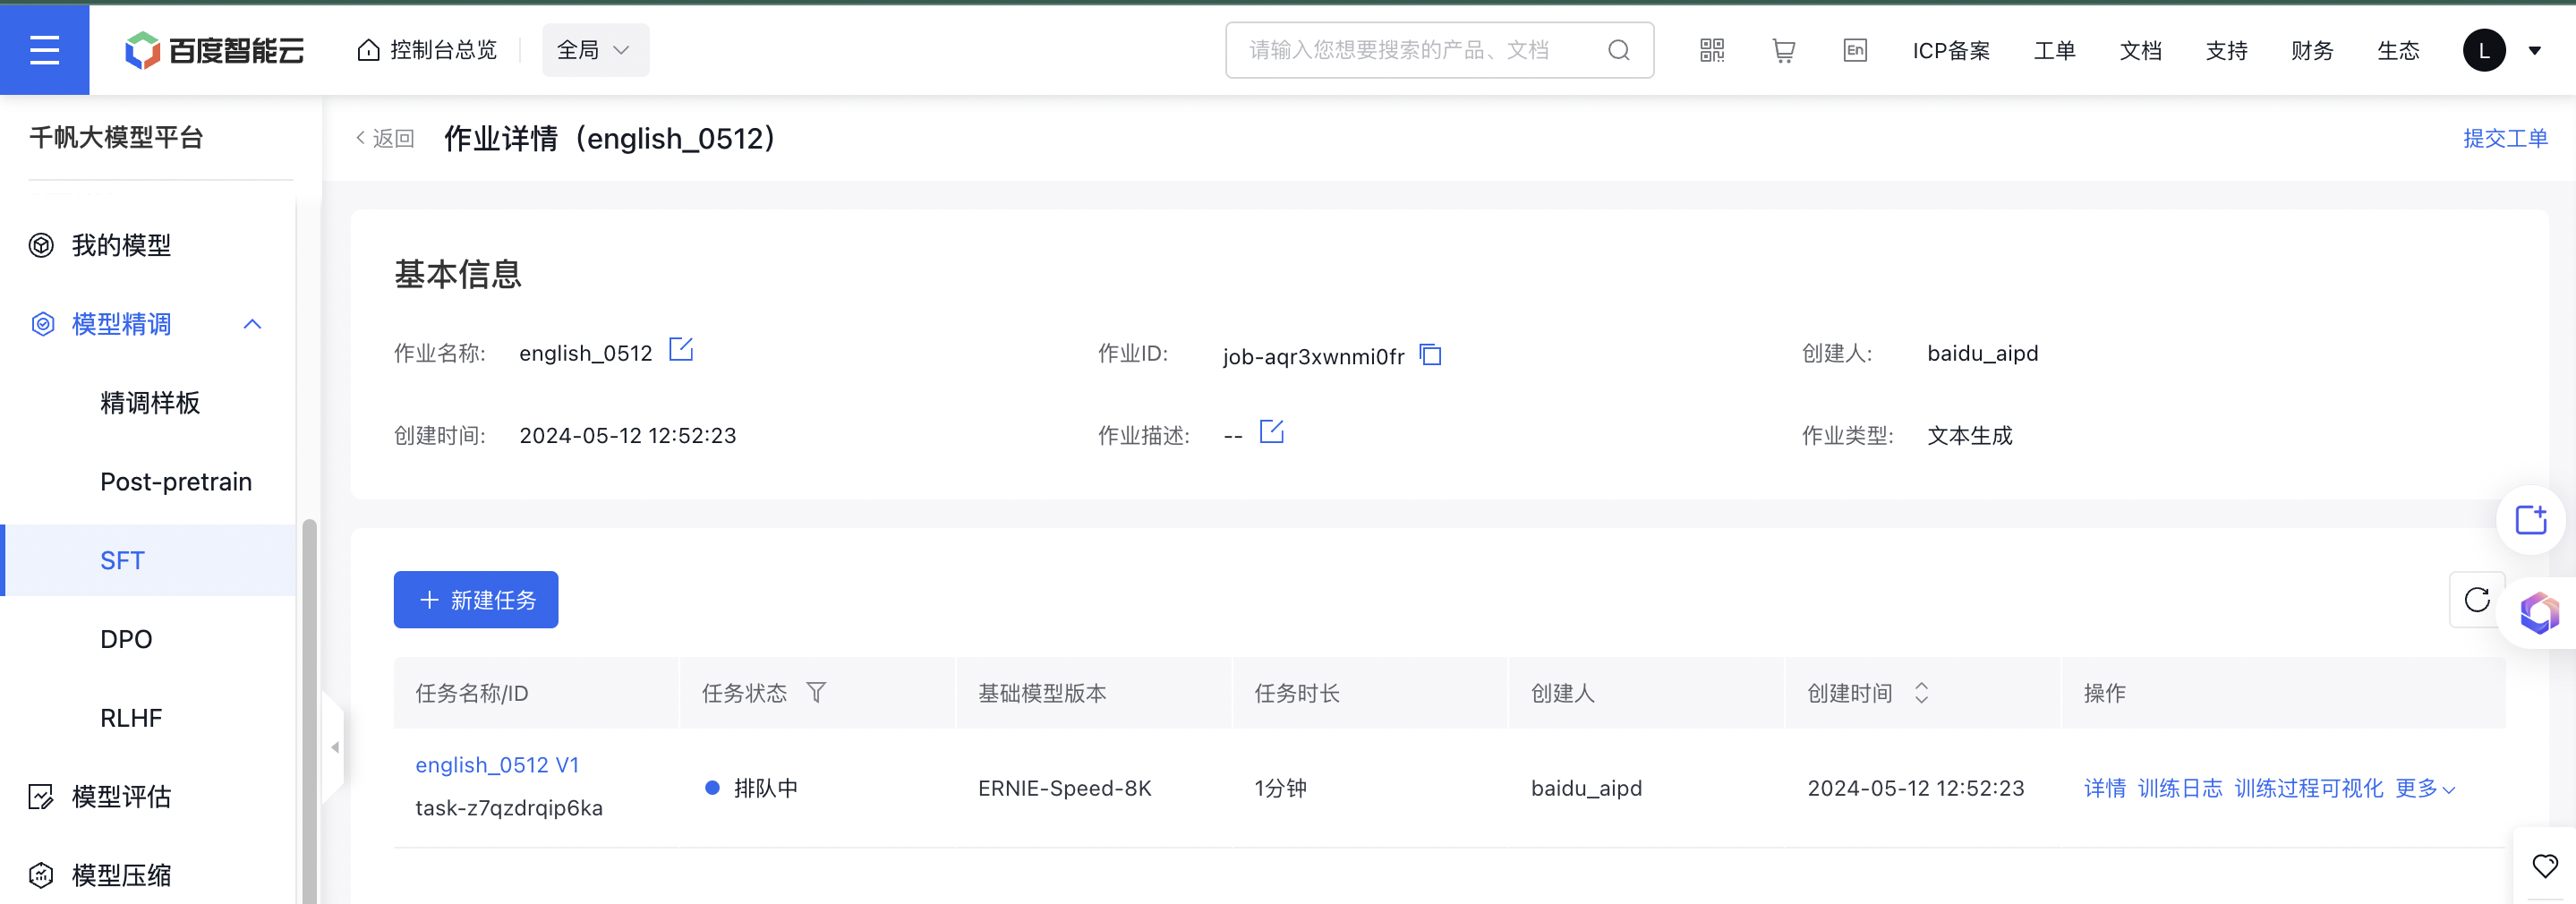 百度智能云
控制台总览
全局
请输入您想要搜索的产品、文档
En
ICP备案
工单
文档
支持
财务
生态
L
千帆大模型平台
我的模型
模型精调
精调样板
Post-pretrain
SFT
DPO
RLHF
模型评估
模型压缩
返回
作业详情（english_0512）
提交工单
基本信息
作业名称: english_0512
作业ID: job-aqr3xwnmi0fr
创建人: baidu_aipd
创建时间: 2024-05-12 12:52:23
作业描述: --
作业类型: 文本生成
新建任务
任务名称/ID
任务状态
基础模型版本
任务时长
创建人
创建时间
操作
english_0512 V1
task-z7qzdrqip6ka
排队中
ERNIE-Speed-8K
1分钟
baidu_aipd
2024-05-12 12:52:23
详情 训练日志 训练过程可视化 更多